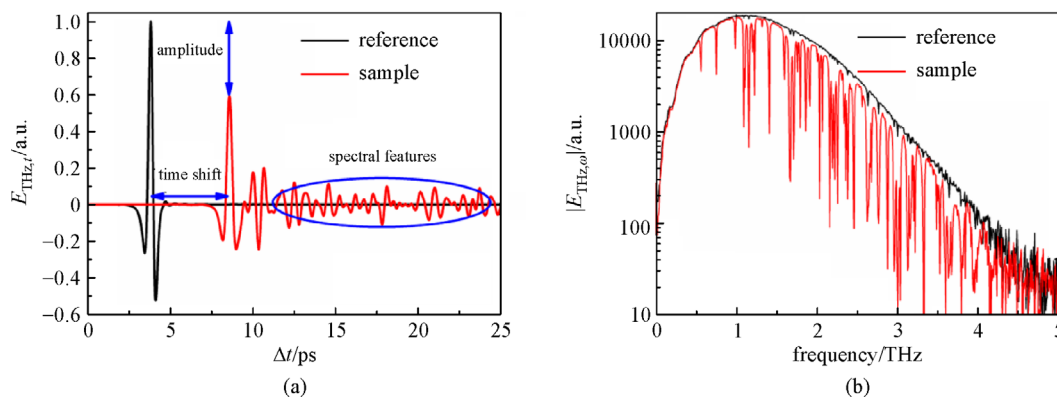 1.0
0.8
0.6
0.4
0.2
0
−0.2
−0.4
−0.6
E_THz,t/a.u.
amplitude
time shift
reference
sample
spectral features
0 5 10 15 20 25
Δt/ps
(a)
10000
1000
100
10
|E_THz,ω|/a.u.
reference
sample
0 1 2 3 4 5
frequency/THz
(b)